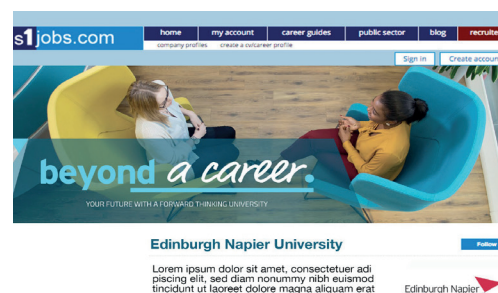 s1jobs.com
home my account career guides public sector blog recruite
company profiles create a cv/career profile
Sign In Create accoun
beyond a career.
YOUR FUTURE WITH A FORWARD THINKING UNIVERSITY
Edinburgh Napier University
Follow
Lorem ipsum dolor sit amet, consectetuer adi
piscing elit, sed diam nonummy nibh euismod
tincidunt ut laoreet dolore magna aliquam erat
Edinburgh Napier